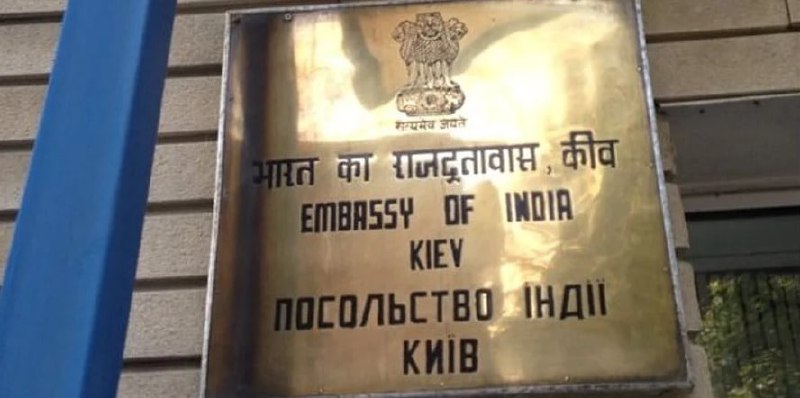 सत्यमेव जयते
भारत का राजदूतावास, कीव
EMBASSY OF INDIA
KIEV
ПОСОЛЬСТВО ІНДІЇ
КИЇВ